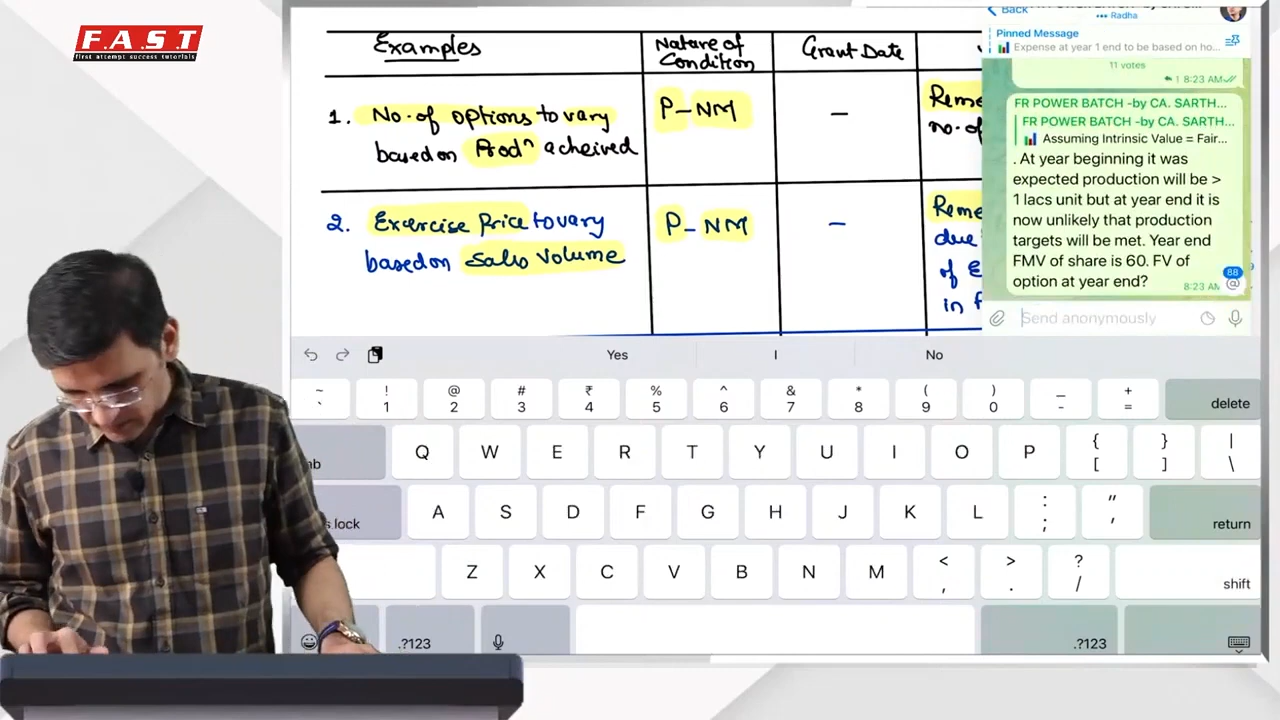 F.A.S.T
first attempt success tutorials
Examples
Nature of
Condition
Grant Date
1. No. of options to vary
based on Prodⁿ acheived
P-NM
-
Reme
no. of
2. Exercise Price to vary
based on Sales Volume
P-NM
-
Reme
due
of E
in F
Back
••• Radha
Pinned Message
Expense at year 1 end to be based on ho...
11 votes
1 8:23 AM
FR POWER BATCH -by CA. SARTH...
FR POWER BATCH -by CA. SARTH...
Assuming Intrinsic Value = Fair...
. At year beginning it was
expected production will be >
1 lacs unit but at year end it is
now unlikely that production
targets will be met. Year end
FMV of share is 60. FV of
option at year end?
8:23 AM
88
@
Send anonymously
Yes I No
~ ! @ # ₹ % ^ & * ( ) _ +
` 1 2 3 4 5 6 7 8 9 0 - = delete
Q W E R T Y U I O P { } |
[ ] \
A S D F G H J K L : "
; ' return
s lock
Z X C V B N M < > ?
, . / shift
.?123 .?123